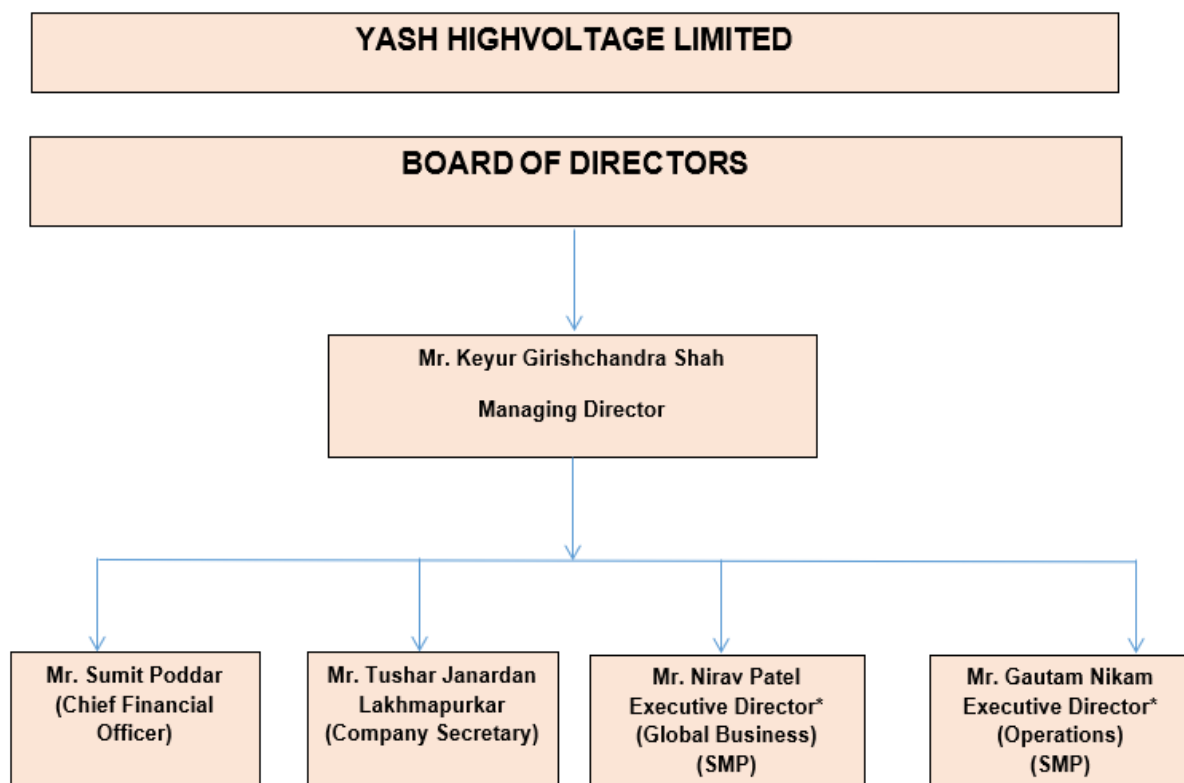 YASH HIGHVOLTAGE LIMITED
BOARD OF DIRECTORS
Mr. Keyur Girishchandra Shah
Managing Director
Mr. Sumit Poddar
(Chief Financial
Officer)
Mr. Tushar Janardan
Lakhmapurkar
(Company Secretary)
Mr. Nirav Patel
Executive Director*
(Global Business)
(SMP)
Mr. Gautam Nikam
Executive Director*
(Operations)
(SMP)